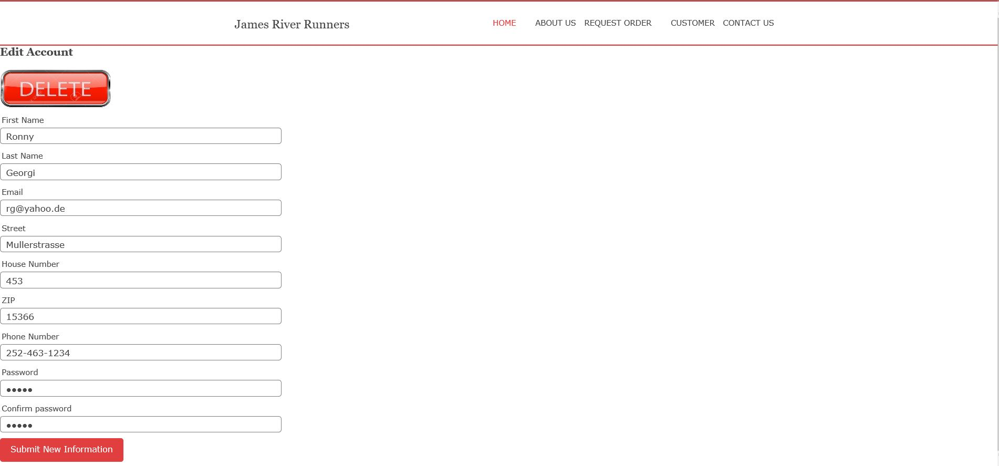 James River Runners
HOME ABOUT US REQUEST ORDER CUSTOMER CONTACT US
Edit Account
DELETE
First Name
Ronny
Last Name
Georgi
Email
rg@yahoo.de
Street
Mullerstrasse
House Number
453
ZIP
15366
Phone Number
252-463-1234
Password
●●●●●
Confirm password
●●●●●
Submit New Information